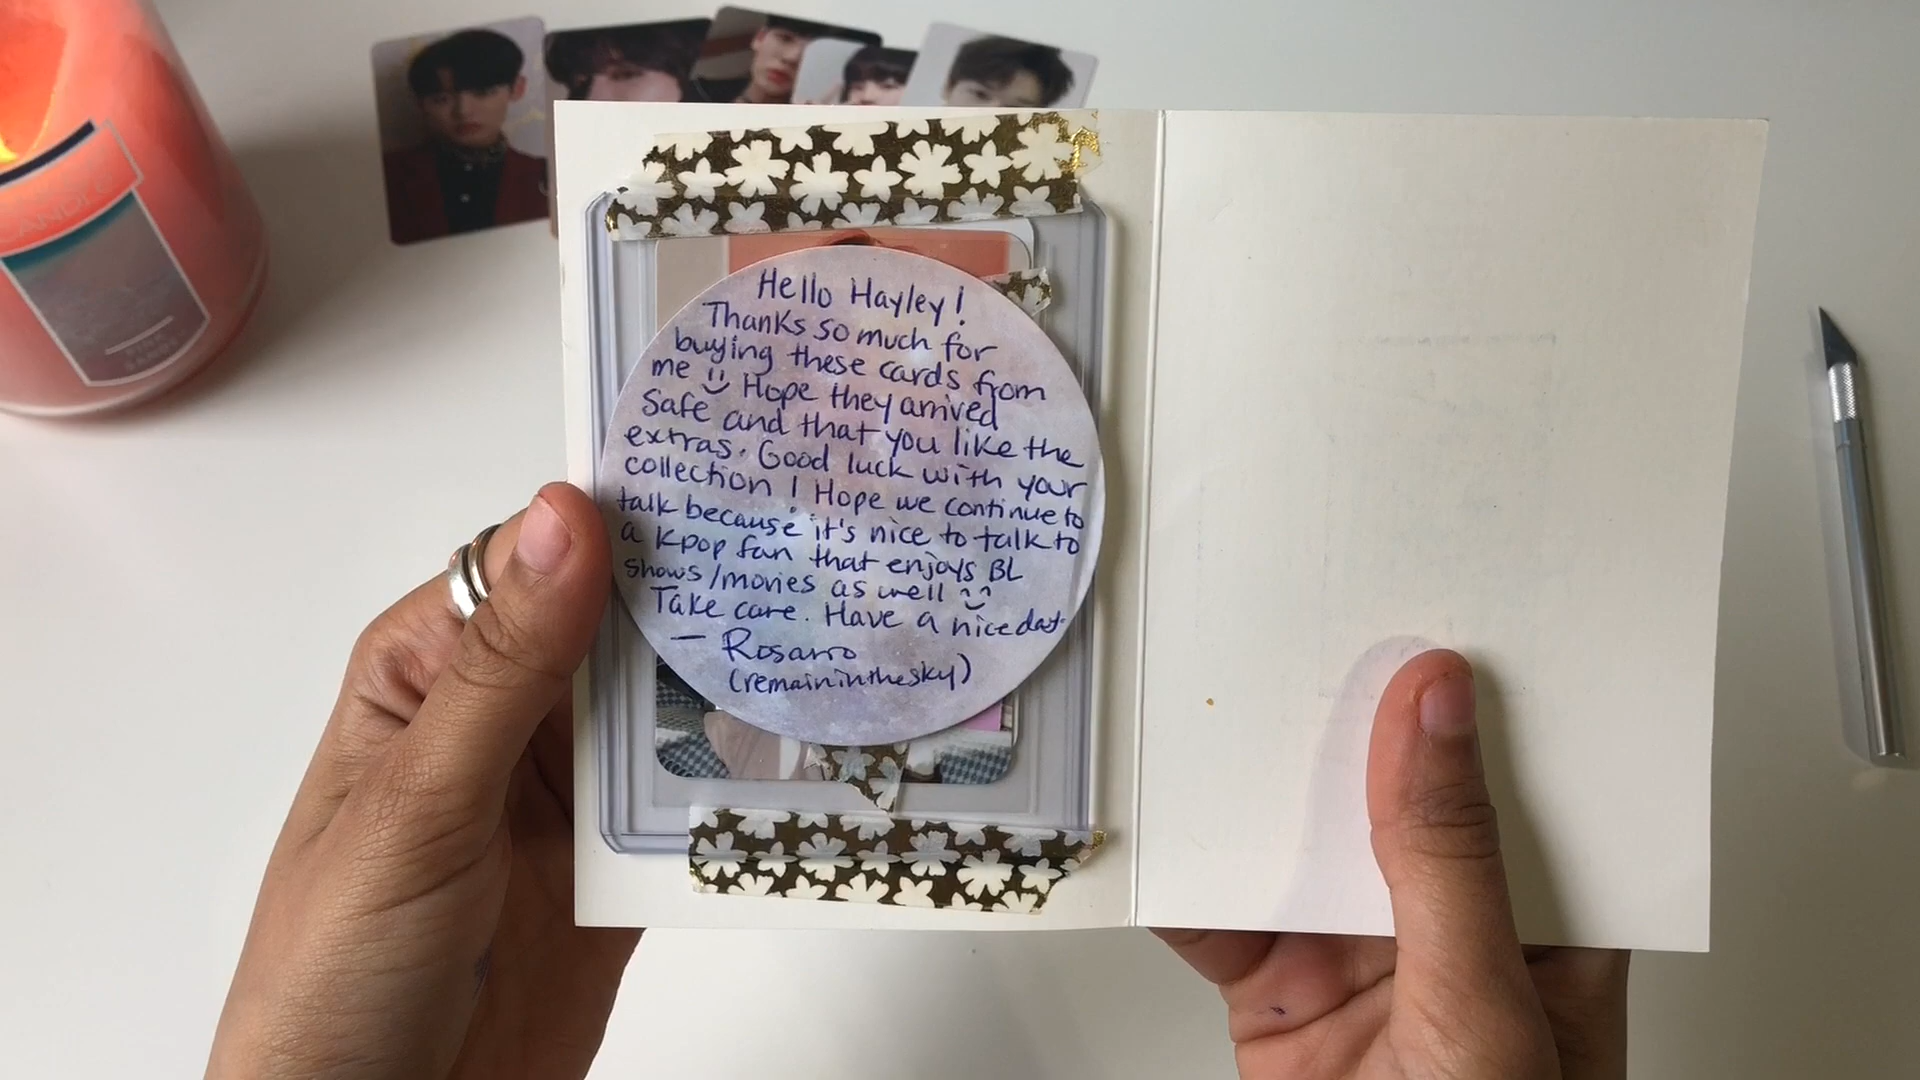 Hello Hayley!
Thanks so much for
buying these cards from
me Hope they arrived
safe and that you like the
extras. Good luck with your
collection! Hope we continue to
talk because it's nice to talk to
a Kpop fan that enjoys BL
shows/movies as well
Take care. Have a nice day.
— Rosario
(remaininthesky)
PINK
SANDS